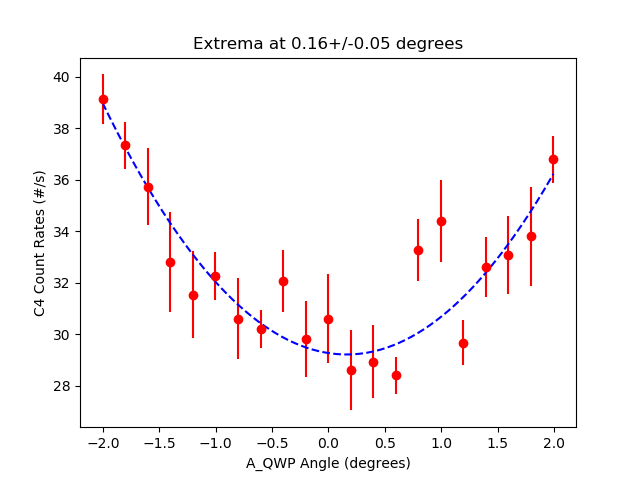 Extrema at 0.16+/-0.05 degrees
40
38
36
34
32
30
28
C4 Count Rates (#/s)
−2.0 −1.5 −1.0 −0.5 0.0 0.5 1.0 1.5 2.0
A_QWP Angle (degrees)